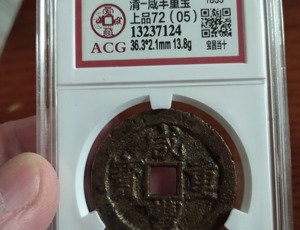 清-咸丰重宝
上品72 (05)
13237124
36.3*2.1mm 13.8g
ACG
宝昌当十
咸
寶 重
豐